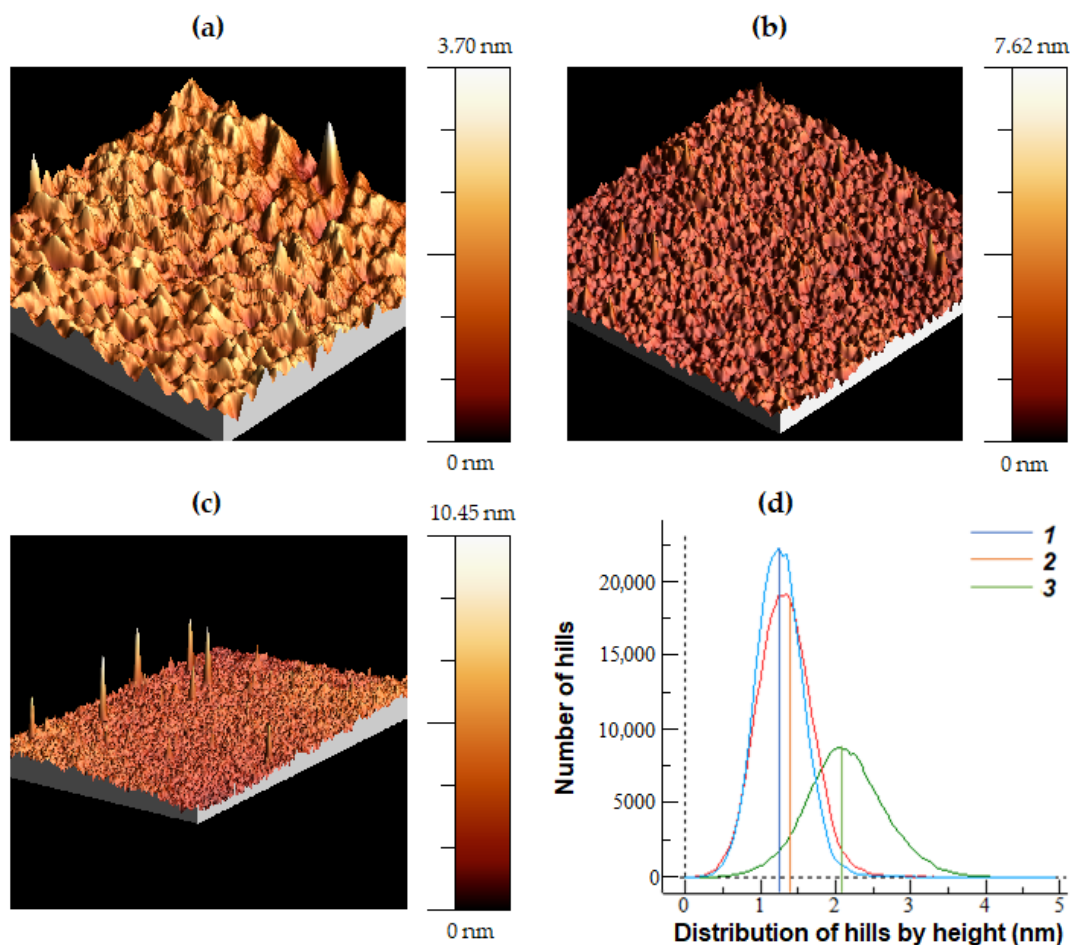 (a)
3.70 nm
0 nm
(b)
7.62 nm
0 nm
(c)
10.45 nm
0 nm
(d)
1
2
3
Number of hills
20,000
15,000
10,000
5000
0
0 1 2 3 4 5
Distribution of hills by height (nm)